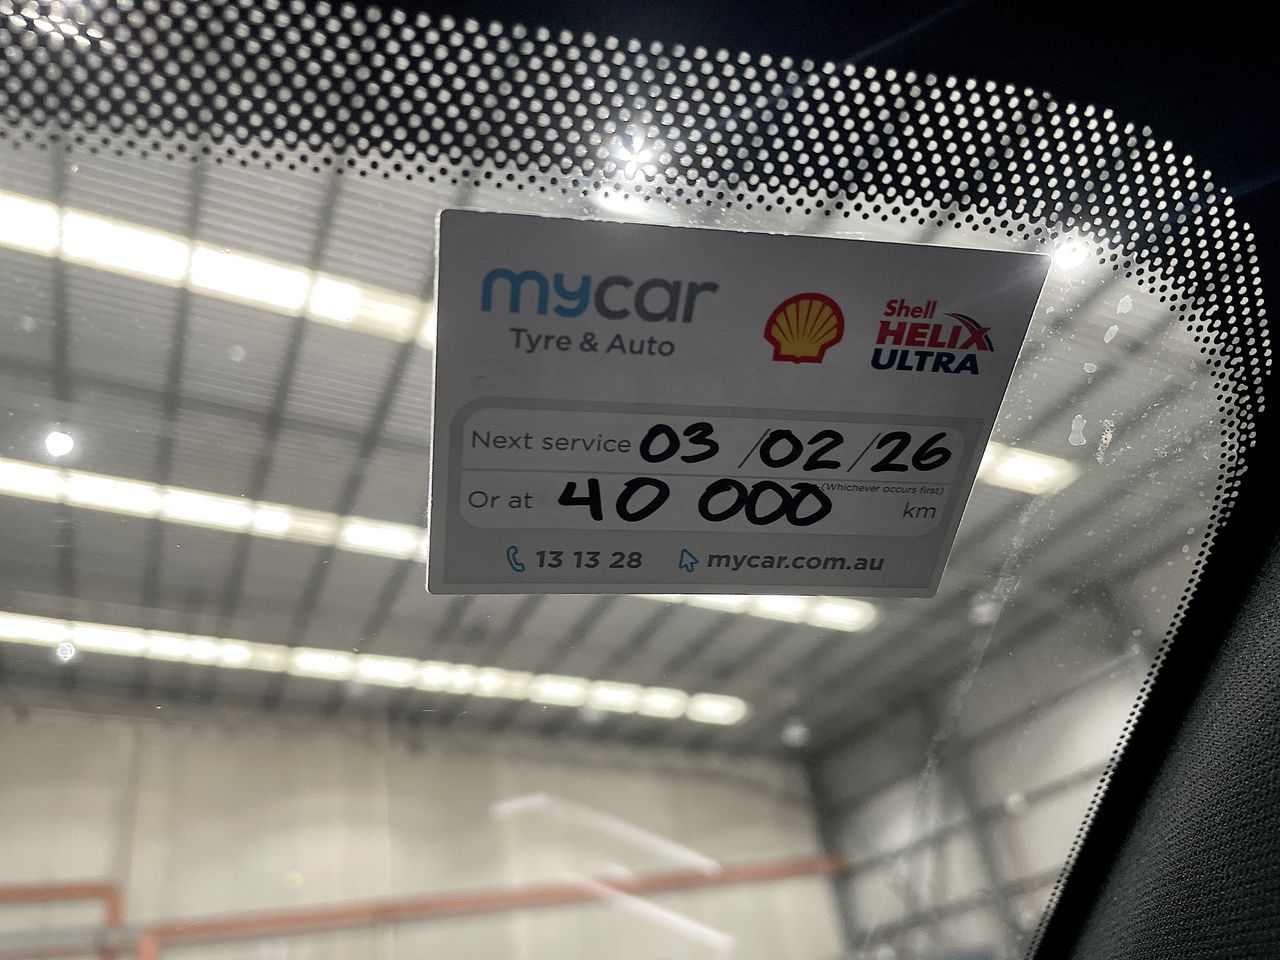 mycar
Tyre & Auto
Shell
HELIX
ULTRA
Next service 03/02/26
(Whichever occurs first)
Or at 40 000 km
13 13 28 mycar.com.au